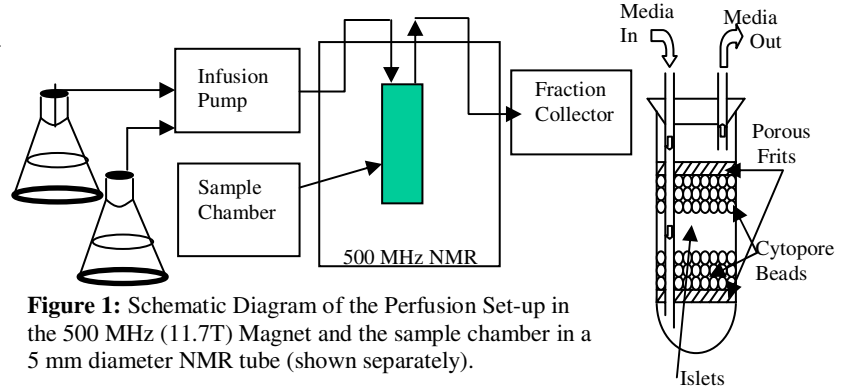 Infusion
Pump
Sample
Chamber
500 MHz NMR
Fraction
Collector
Media
In
Media
Out
Porous
Frits
Cytopore
Beads
Islets
Figure 1: Schematic Diagram of the Perfusion Set-up in
the 500 MHz (11.7T) Magnet and the sample chamber in a
5 mm diameter NMR tube (shown separately).